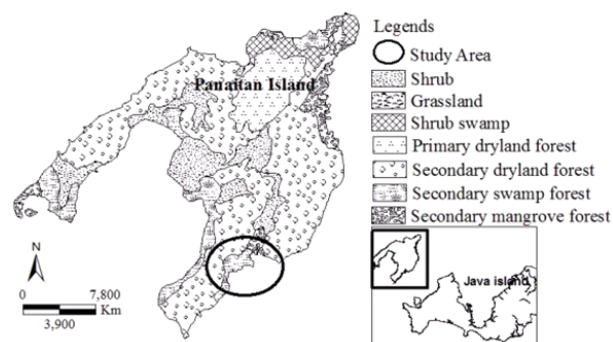 Panaitan Island
Legends
Study Area
Shrub
Grassland
Shrub swamp
Primary dryland forest
Secondary dryland forest
Secondary swamp forest
Secondary mangrove forest
N
0 7,800
Km
3,900
Java island